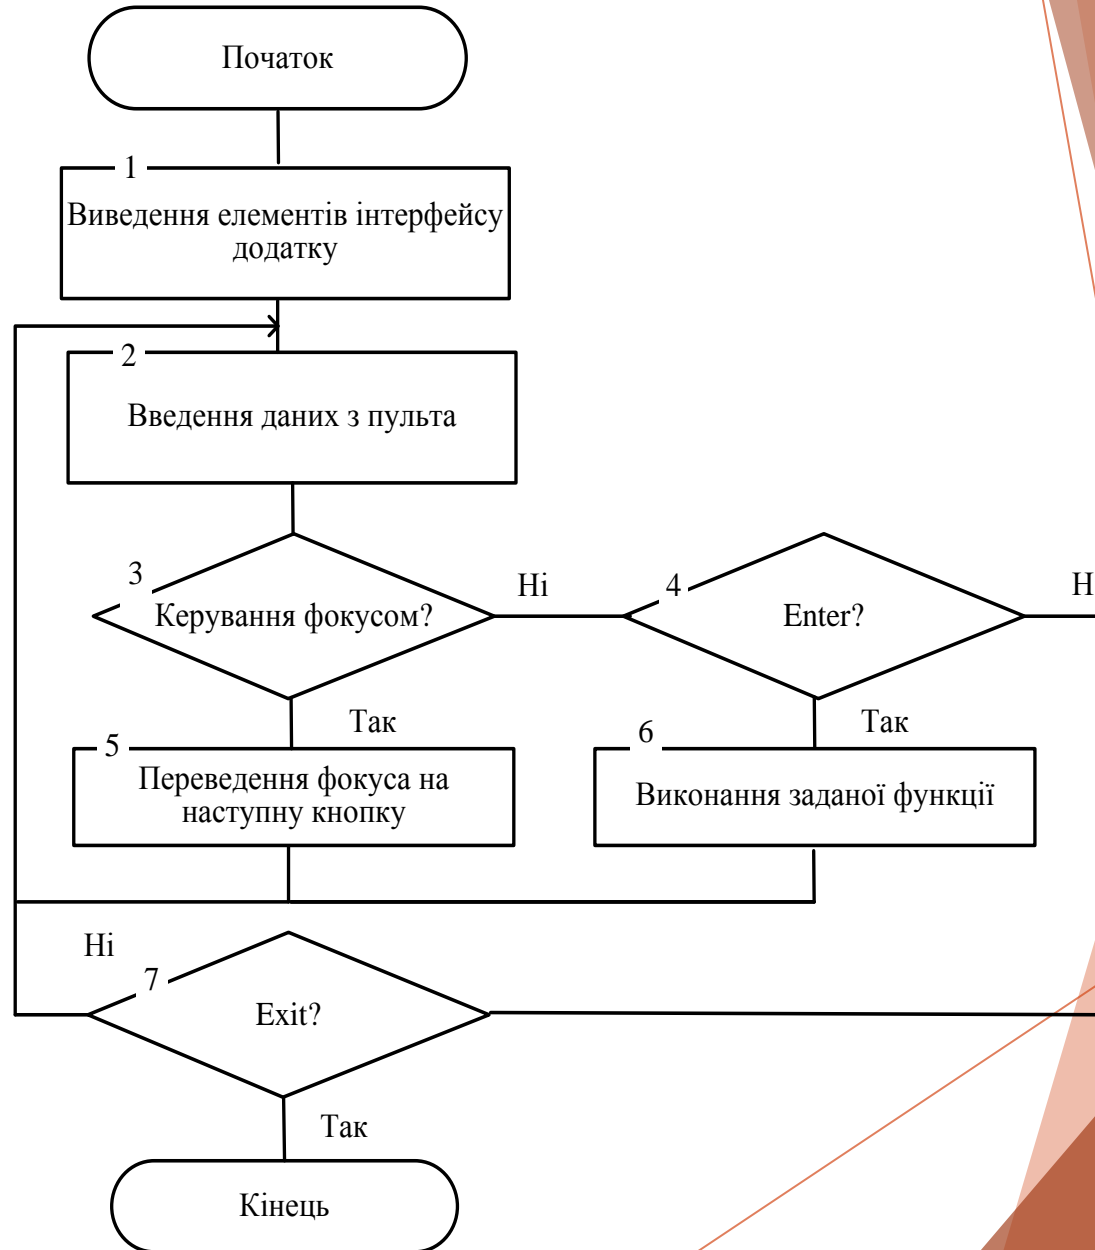 Початок
1
Виведення елементів інтерфейсу
додатку
2
Введення даних з пульта
3
Керування фокусом?
Ні
4
Enter?
Н
Так
5
Переведення фокуса на
наступну кнопку
Так
6
Виконання заданої функції
Ні
7
Exit?
Так
Кінець